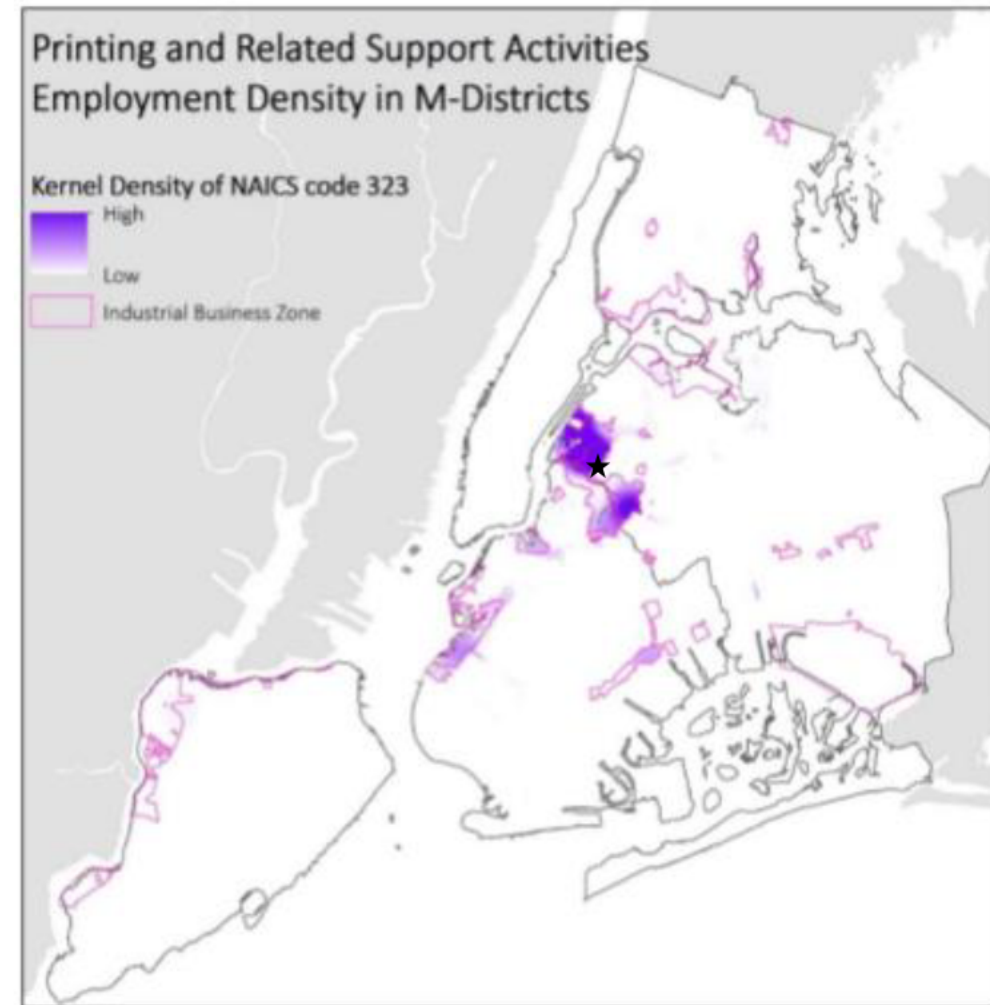 Printing and Related Support Activities
Employment Density in M-Districts
Kernel Density of NAICS code 323
High
Low
Industrial Business Zone